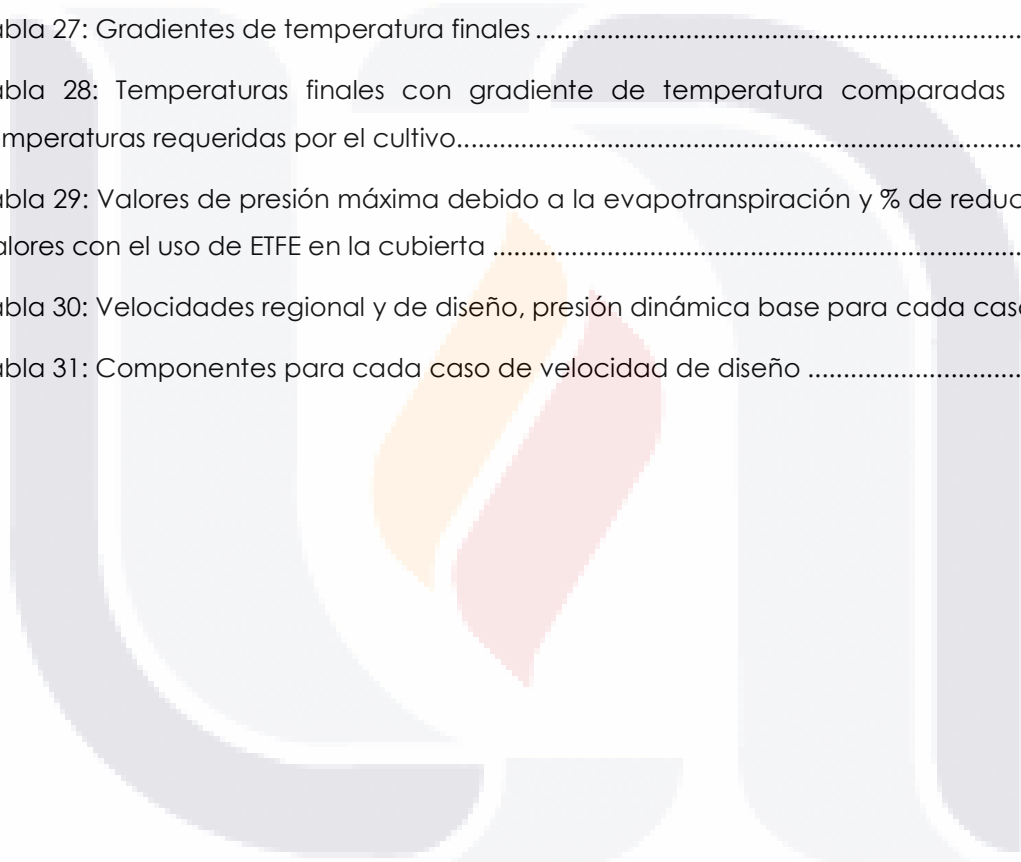 abla 27: Gradientes de temperatura finales ........................................................................
abla 28: Temperaturas finales con gradiente de temperatura comparadas
emperaturas requeridas por el cultivo..................................................................................
abla 29: Valores de presión máxima debido a la evapotranspiración y % de reduc
alores con el uso de ETFE en la cubierta .............................................................................
abla 30: Velocidades regional y de diseño, presión dinámica base para cada cas
abla 31: Componentes para cada caso de velocidad de diseño ..................................